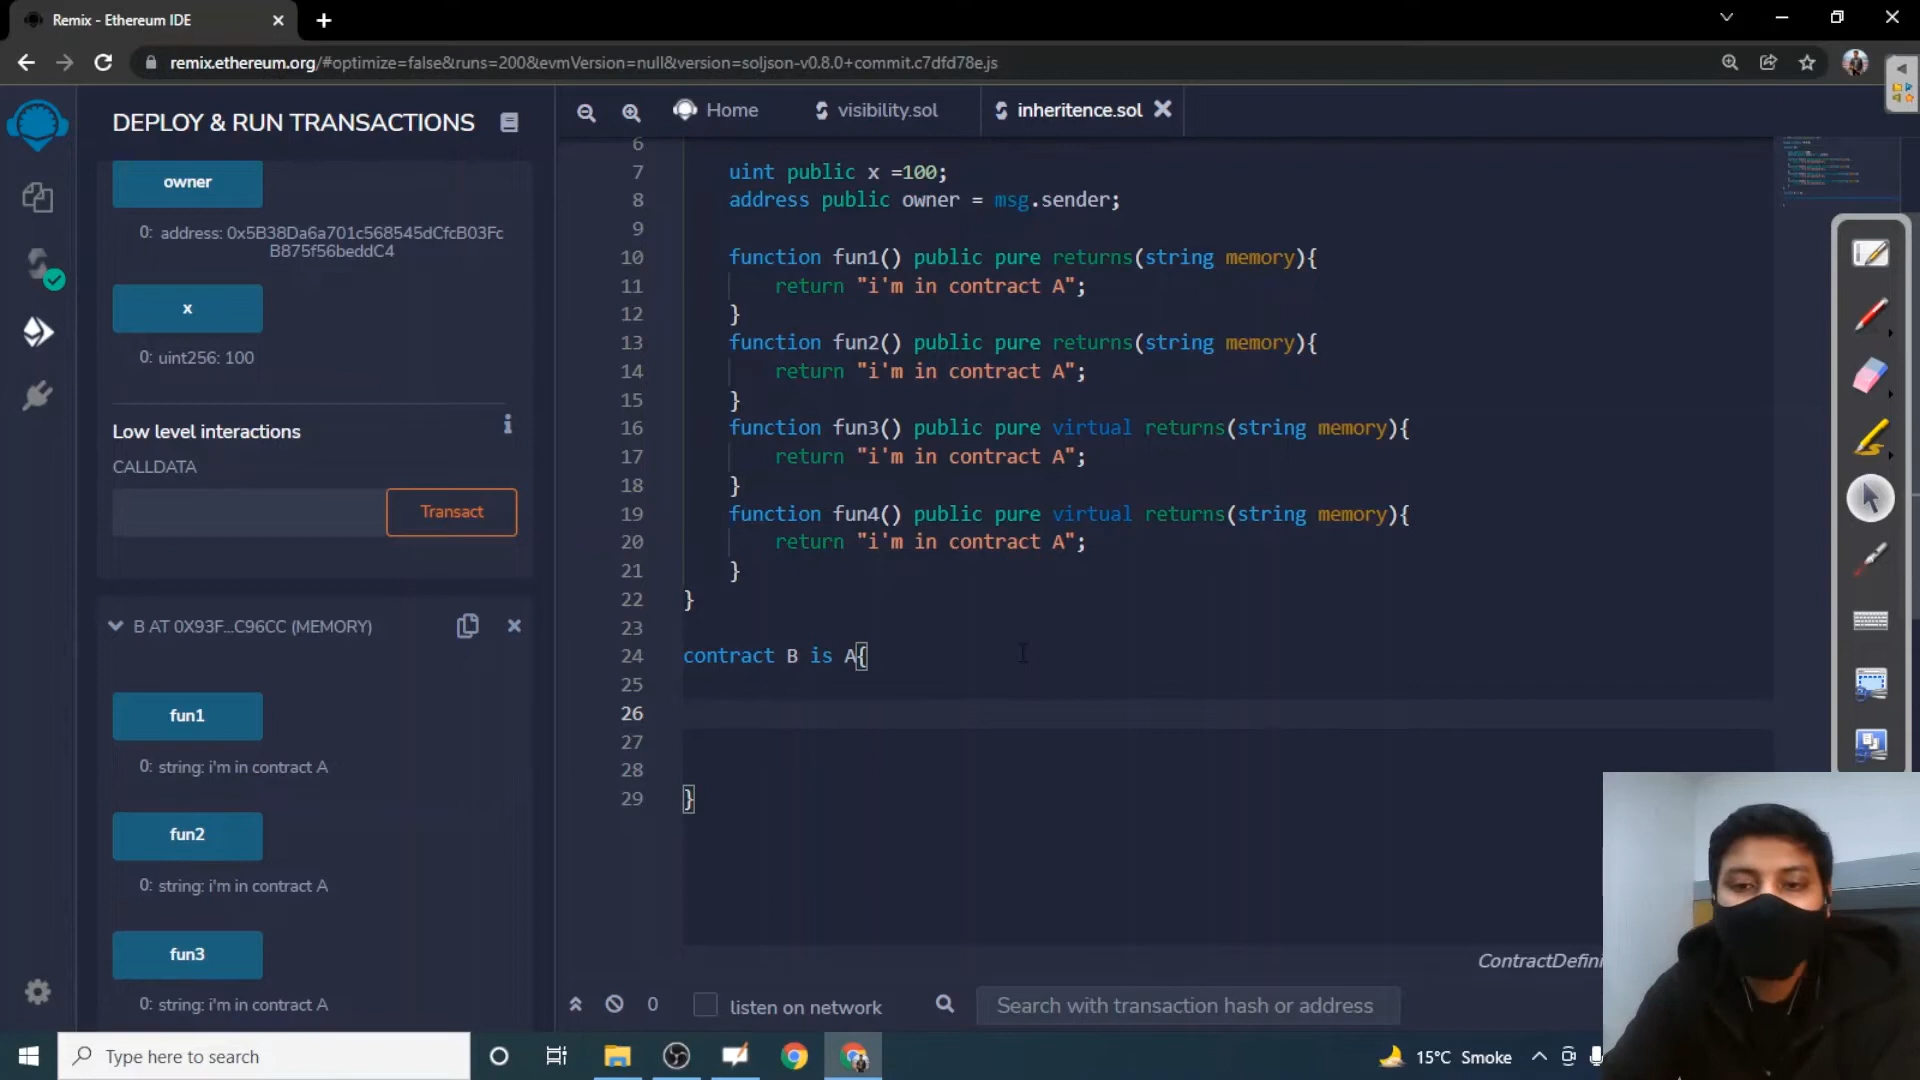 Remix - Ethereum IDE
remix.ethereum.org/#optimize=false&runs=200&evmVersion=null&version=soljson-v0.8.0+commit.c7dfd78e.js
DEPLOY & RUN TRANSACTIONS
Home
visibility.sol
inheritence.sol
owner
0: address: 0x5B38Da6a701c568545dCfcB03Fc
B875f56beddC4
x
0: uint256: 100
Low level interactions
i
CALLDATA
Transact
B AT 0X93F...C96CC (MEMORY)
fun1
0: string: i'm in contract A
fun2
0: string: i'm in contract A
fun3
0: string: i'm in contract A
6
7 uint public x =100;
8 address public owner = msg.sender;
9
10 function fun1() public pure returns(string memory){
11 return "i'm in contract A";
12 }
13 function fun2() public pure returns(string memory){
14 return "i'm in contract A";
15 }
16 function fun3() public pure virtual returns(string memory){
17 return "i'm in contract A";
18 }
19 function fun4() public pure virtual returns(string memory){
20 return "i'm in contract A";
21 }
22 }
23
24 contract B is A{
25
26
27
28
29 }
ContractDefini
0
listen on network
Search with transaction hash or address
Type here to search
15°C Smoke